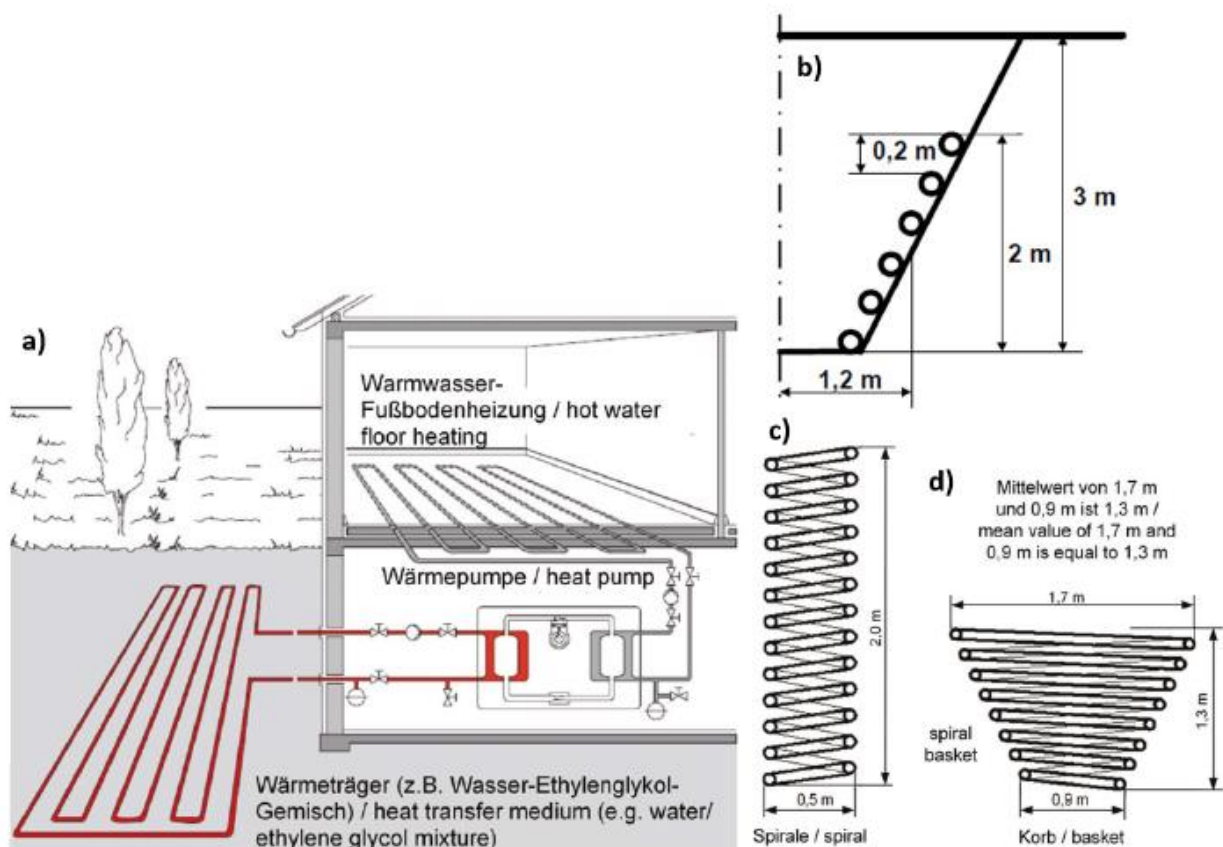 a)
Warmwasser-
Fußbodenheizung / hot water
floor heating
Wärmepumpe / heat pump
Wärmeträger (z.B. Wasser-Ethylenglykol-
Gemisch) / heat transfer medium (e.g. water/
ethylene glycol mixture)
b)
0,2 m
3 m
2 m
1,2 m
c)
2,0 m
0,5 m
Spirale / spiral
d)
Mittelwert von 1,7 m
und 0,9 m ist 1,3 m /
mean value of 1,7 m and
0,9 m is equal to 1,3 m
1,7 m
1,3 m
spiral
basket
0,9 m
Korb / basket